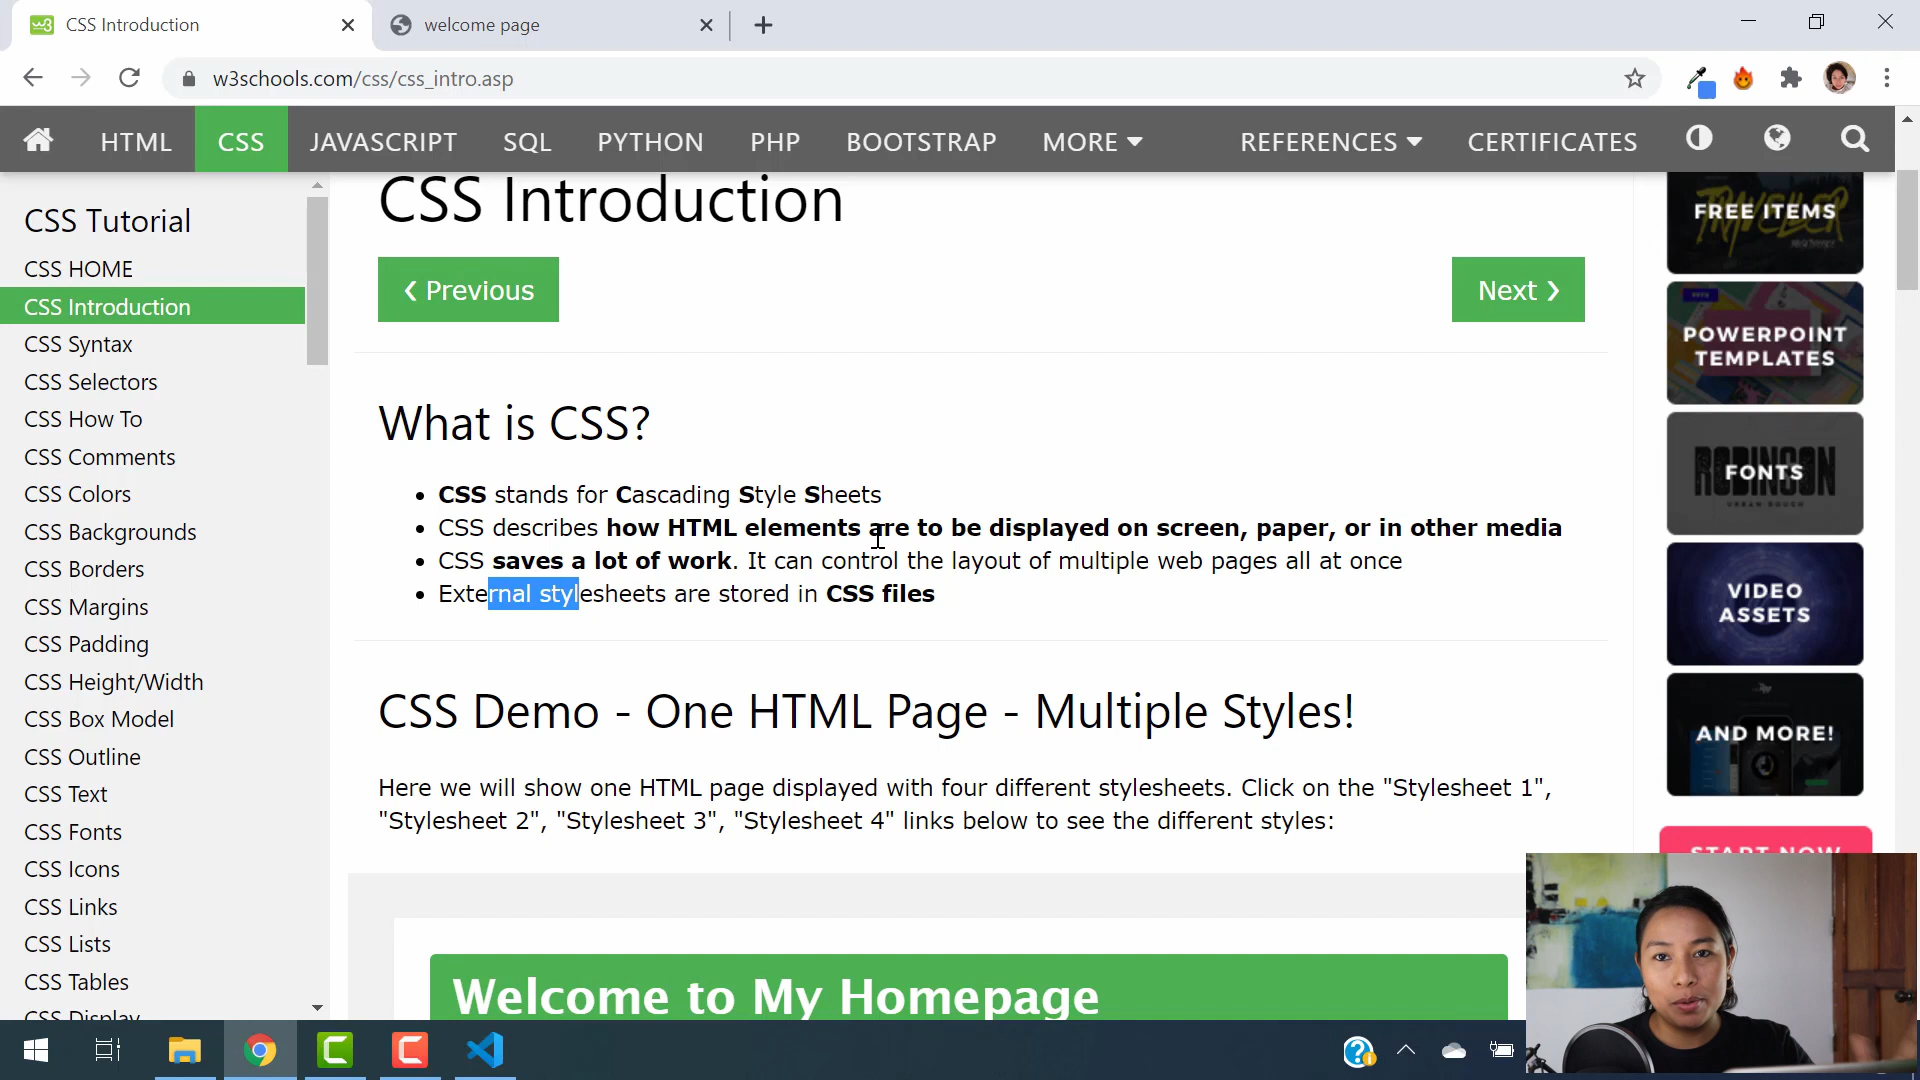 CSS Introduction
welcome page
w3schools.com/css/css_intro.asp
HTML CSS JAVASCRIPT SQL PYTHON PHP BOOTSTRAP MORE REFERENCES CERTIFICATES
CSS Tutorial
CSS HOME
CSS Introduction
CSS Syntax
CSS Selectors
CSS How To
CSS Comments
CSS Colors
CSS Backgrounds
CSS Borders
CSS Margins
CSS Padding
CSS Height/Width
CSS Box Model
CSS Outline
CSS Text
CSS Fonts
CSS Icons
CSS Links
CSS Lists
CSS Tables
CSS Display
CSS Introduction
❮ Previous
Next ❯
What is CSS?
• CSS stands for Cascading Style Sheets
• CSS describes how HTML elements are to be displayed on screen, paper, or in other media
• CSS saves a lot of work. It can control the layout of multiple web pages all at once
• External stylesheets are stored in CSS files
CSS Demo - One HTML Page - Multiple Styles!
Here we will show one HTML page displayed with four different stylesheets. Click on the "Stylesheet 1",
"Stylesheet 2", "Stylesheet 3", "Stylesheet 4" links below to see the different styles:
Welcome to My Homepage
FREE ITEMS
POWERPOINT
TEMPLATES
FONTS
VIDEO
ASSETS
AND MORE!
START NOW